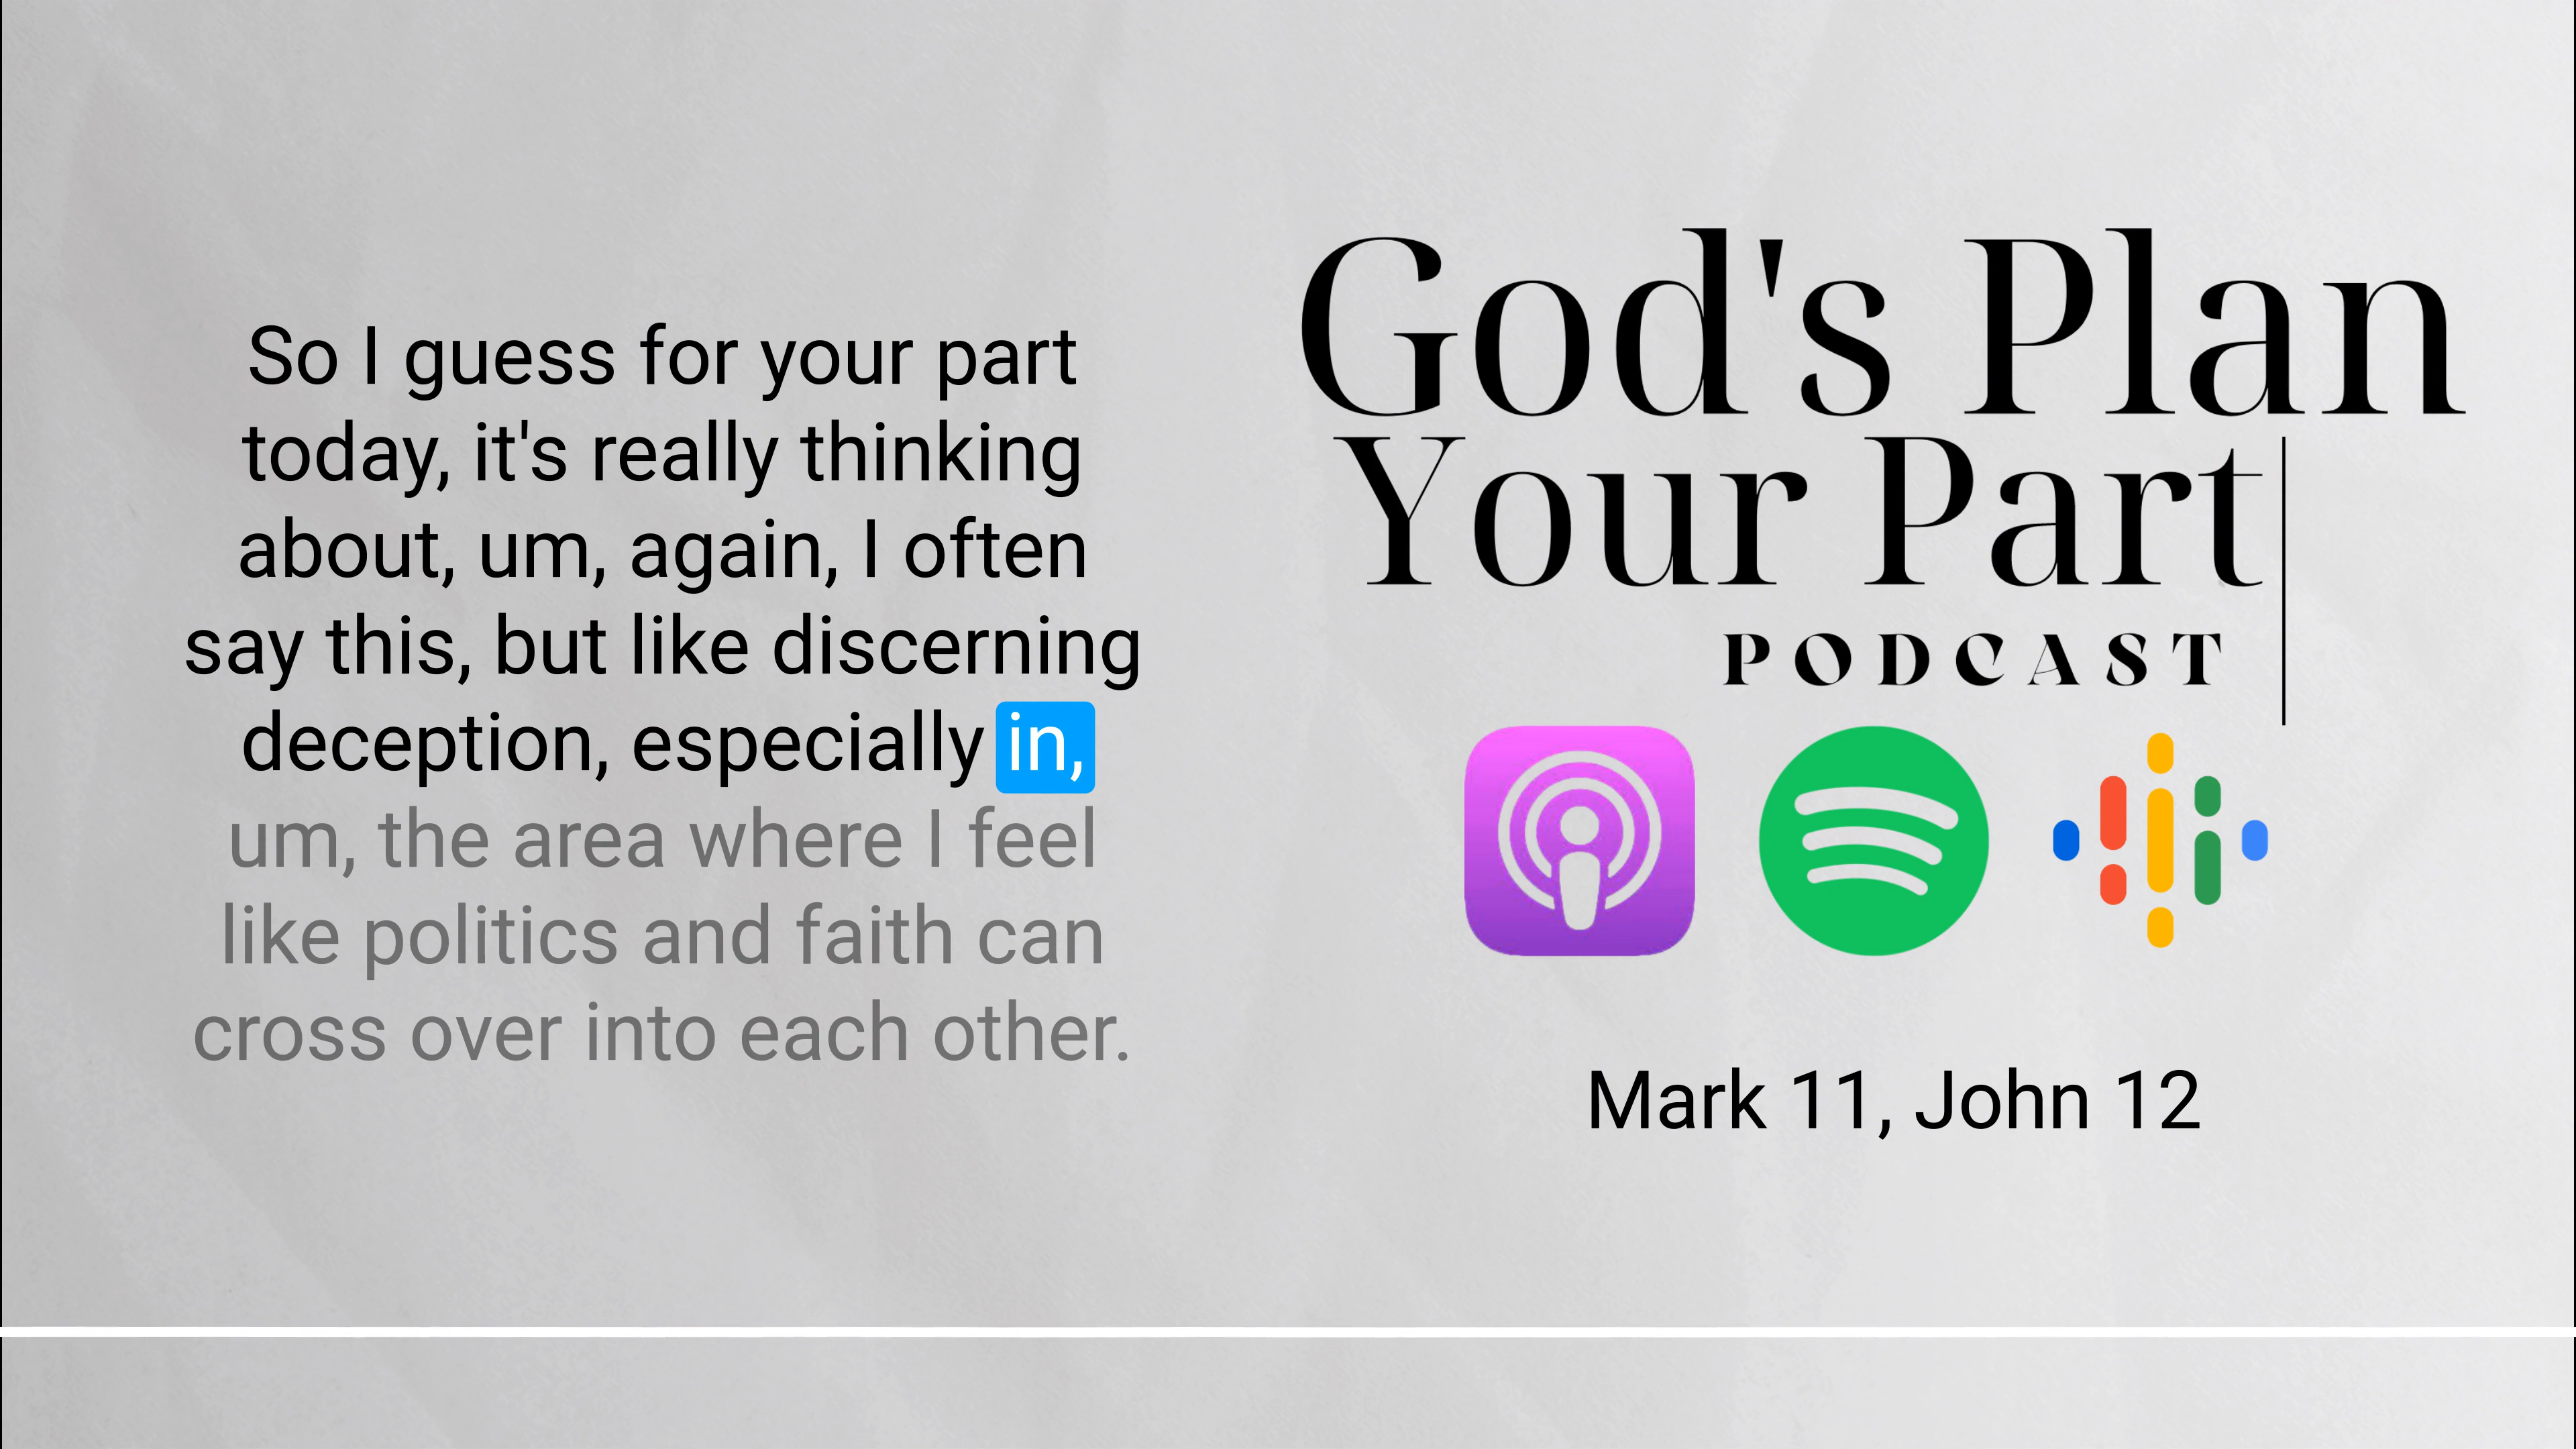 So I guess for your part
today, it's really thinking
about, um, again, I often
say this, but like discerning
deception, especially in,
um, the area where I feel
like politics and faith can
cross over into each other.
God's Plan
Your Part
PODCAST
Mark 11, John 12